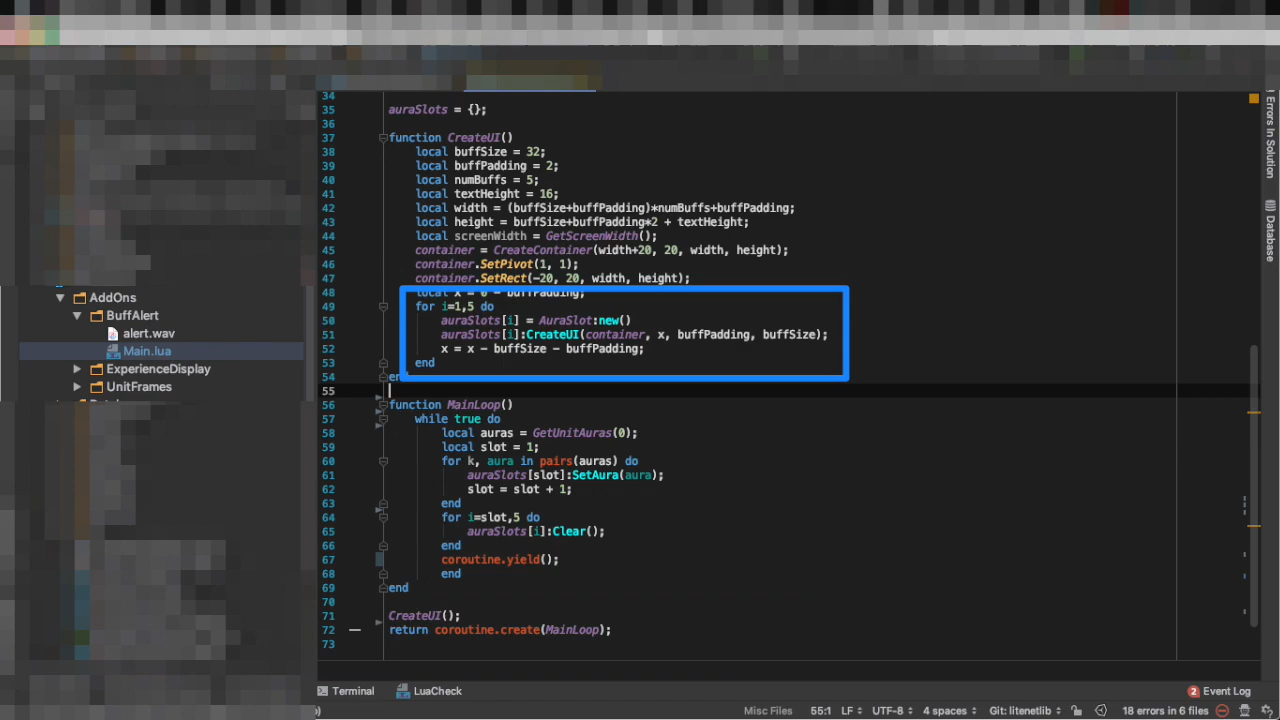 34
35 auraSlots = {};
36
37 function CreateUI()
38 local buffSize = 32;
39 local buffPadding = 2;
40 local numBuffs = 5;
41 local textHeight = 16;
42 local width = (buffSize+buffPadding)*numBuffs+buffPadding;
43 local height = buffSize+buffPadding*2 + textHeight;
44 local screenWidth = GetScreenWidth();
45 container = CreateContainer(width+20, 20, width, height);
46 container.SetPivot(1, 1);
47 container.SetRect(-20, 20, width, height);
48 local x = 0 - buffPadding;
49 for i=1,5 do
50 auraSlots[i] = AuraSlot:new()
51 auraSlots[i]:CreateUI(container, x, buffPadding, buffSize);
52 x = x - buffSize - buffPadding;
53 end
54 end
55
56 function MainLoop()
57 while true do
58 local auras = GetUnitAuras(0);
59 local slot = 1;
60 for k, aura in pairs(auras) do
61 auraSlots[slot]:SetAura(aura);
62 slot = slot + 1;
63 end
64 for i=slot,5 do
65 auraSlots[i]:Clear();
66 end
67 coroutine.yield();
68 end
69 end
70
71 CreateUI();
72 return coroutine.create(MainLoop);
73
AddOns
BuffAlert
alert.wav
Main.lua
ExperienceDisplay
UnitFrames
Errors In Solution
Database
Terminal LuaCheck 2 Event Log
Misc Files 55:1 LF UTF-8 4 spaces Git: litenetlib 18 errors in 6 files